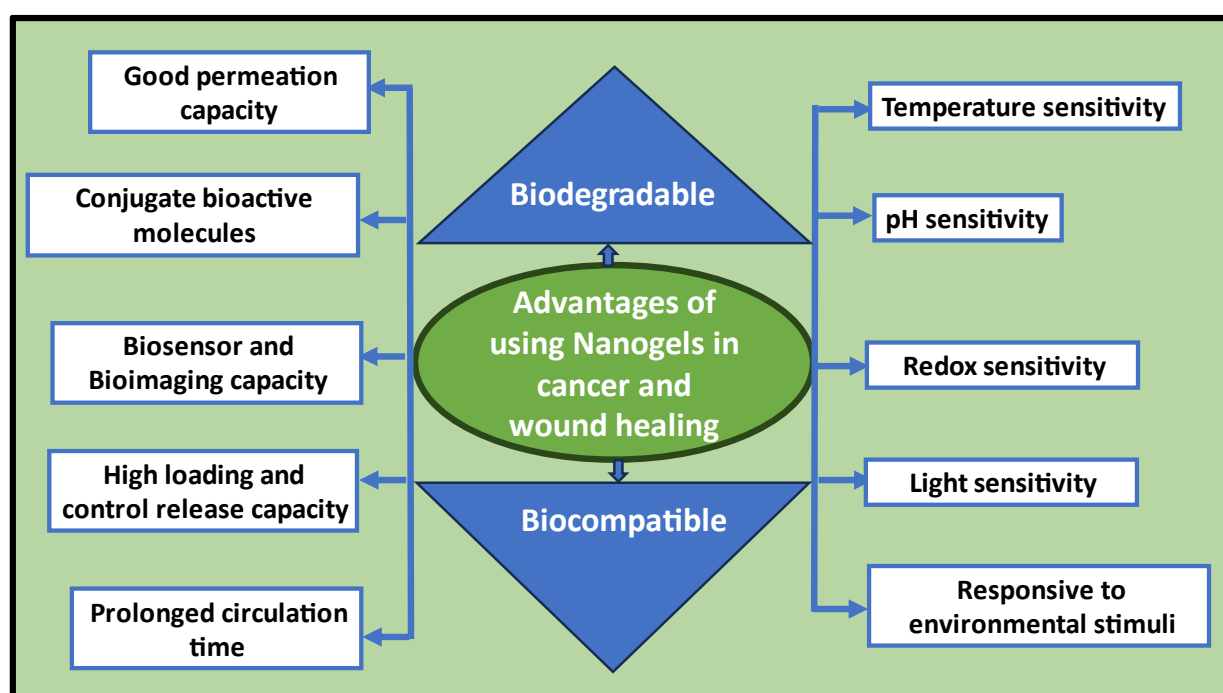 Good permeation
capacity
Conjugate bioactive
molecules
Biosensor and
Bioimaging capacity
High loading and
control release capacity
Prolonged circulation
time
Biodegradable
Advantages of
using Nanogels in
cancer and
wound healing
Biocompatible
Temperature sensitivity
pH sensitivity
Redox sensitivity
Light sensitivity
Responsive to
environmental stimuli